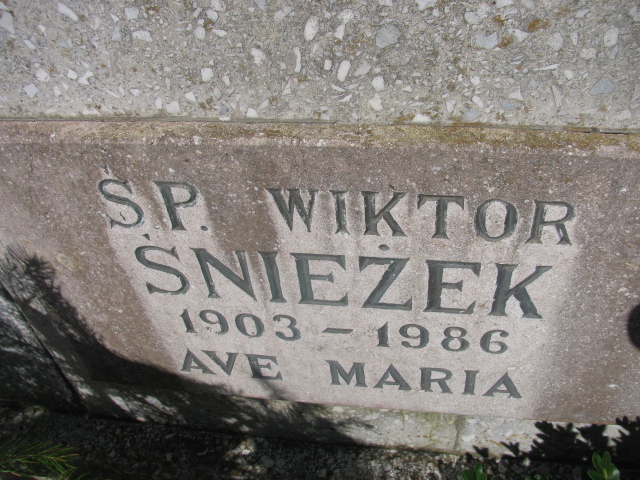 Ś.P. WIKTOR
ŚNIEŻEK
1903 – 1986
AVE MARIA